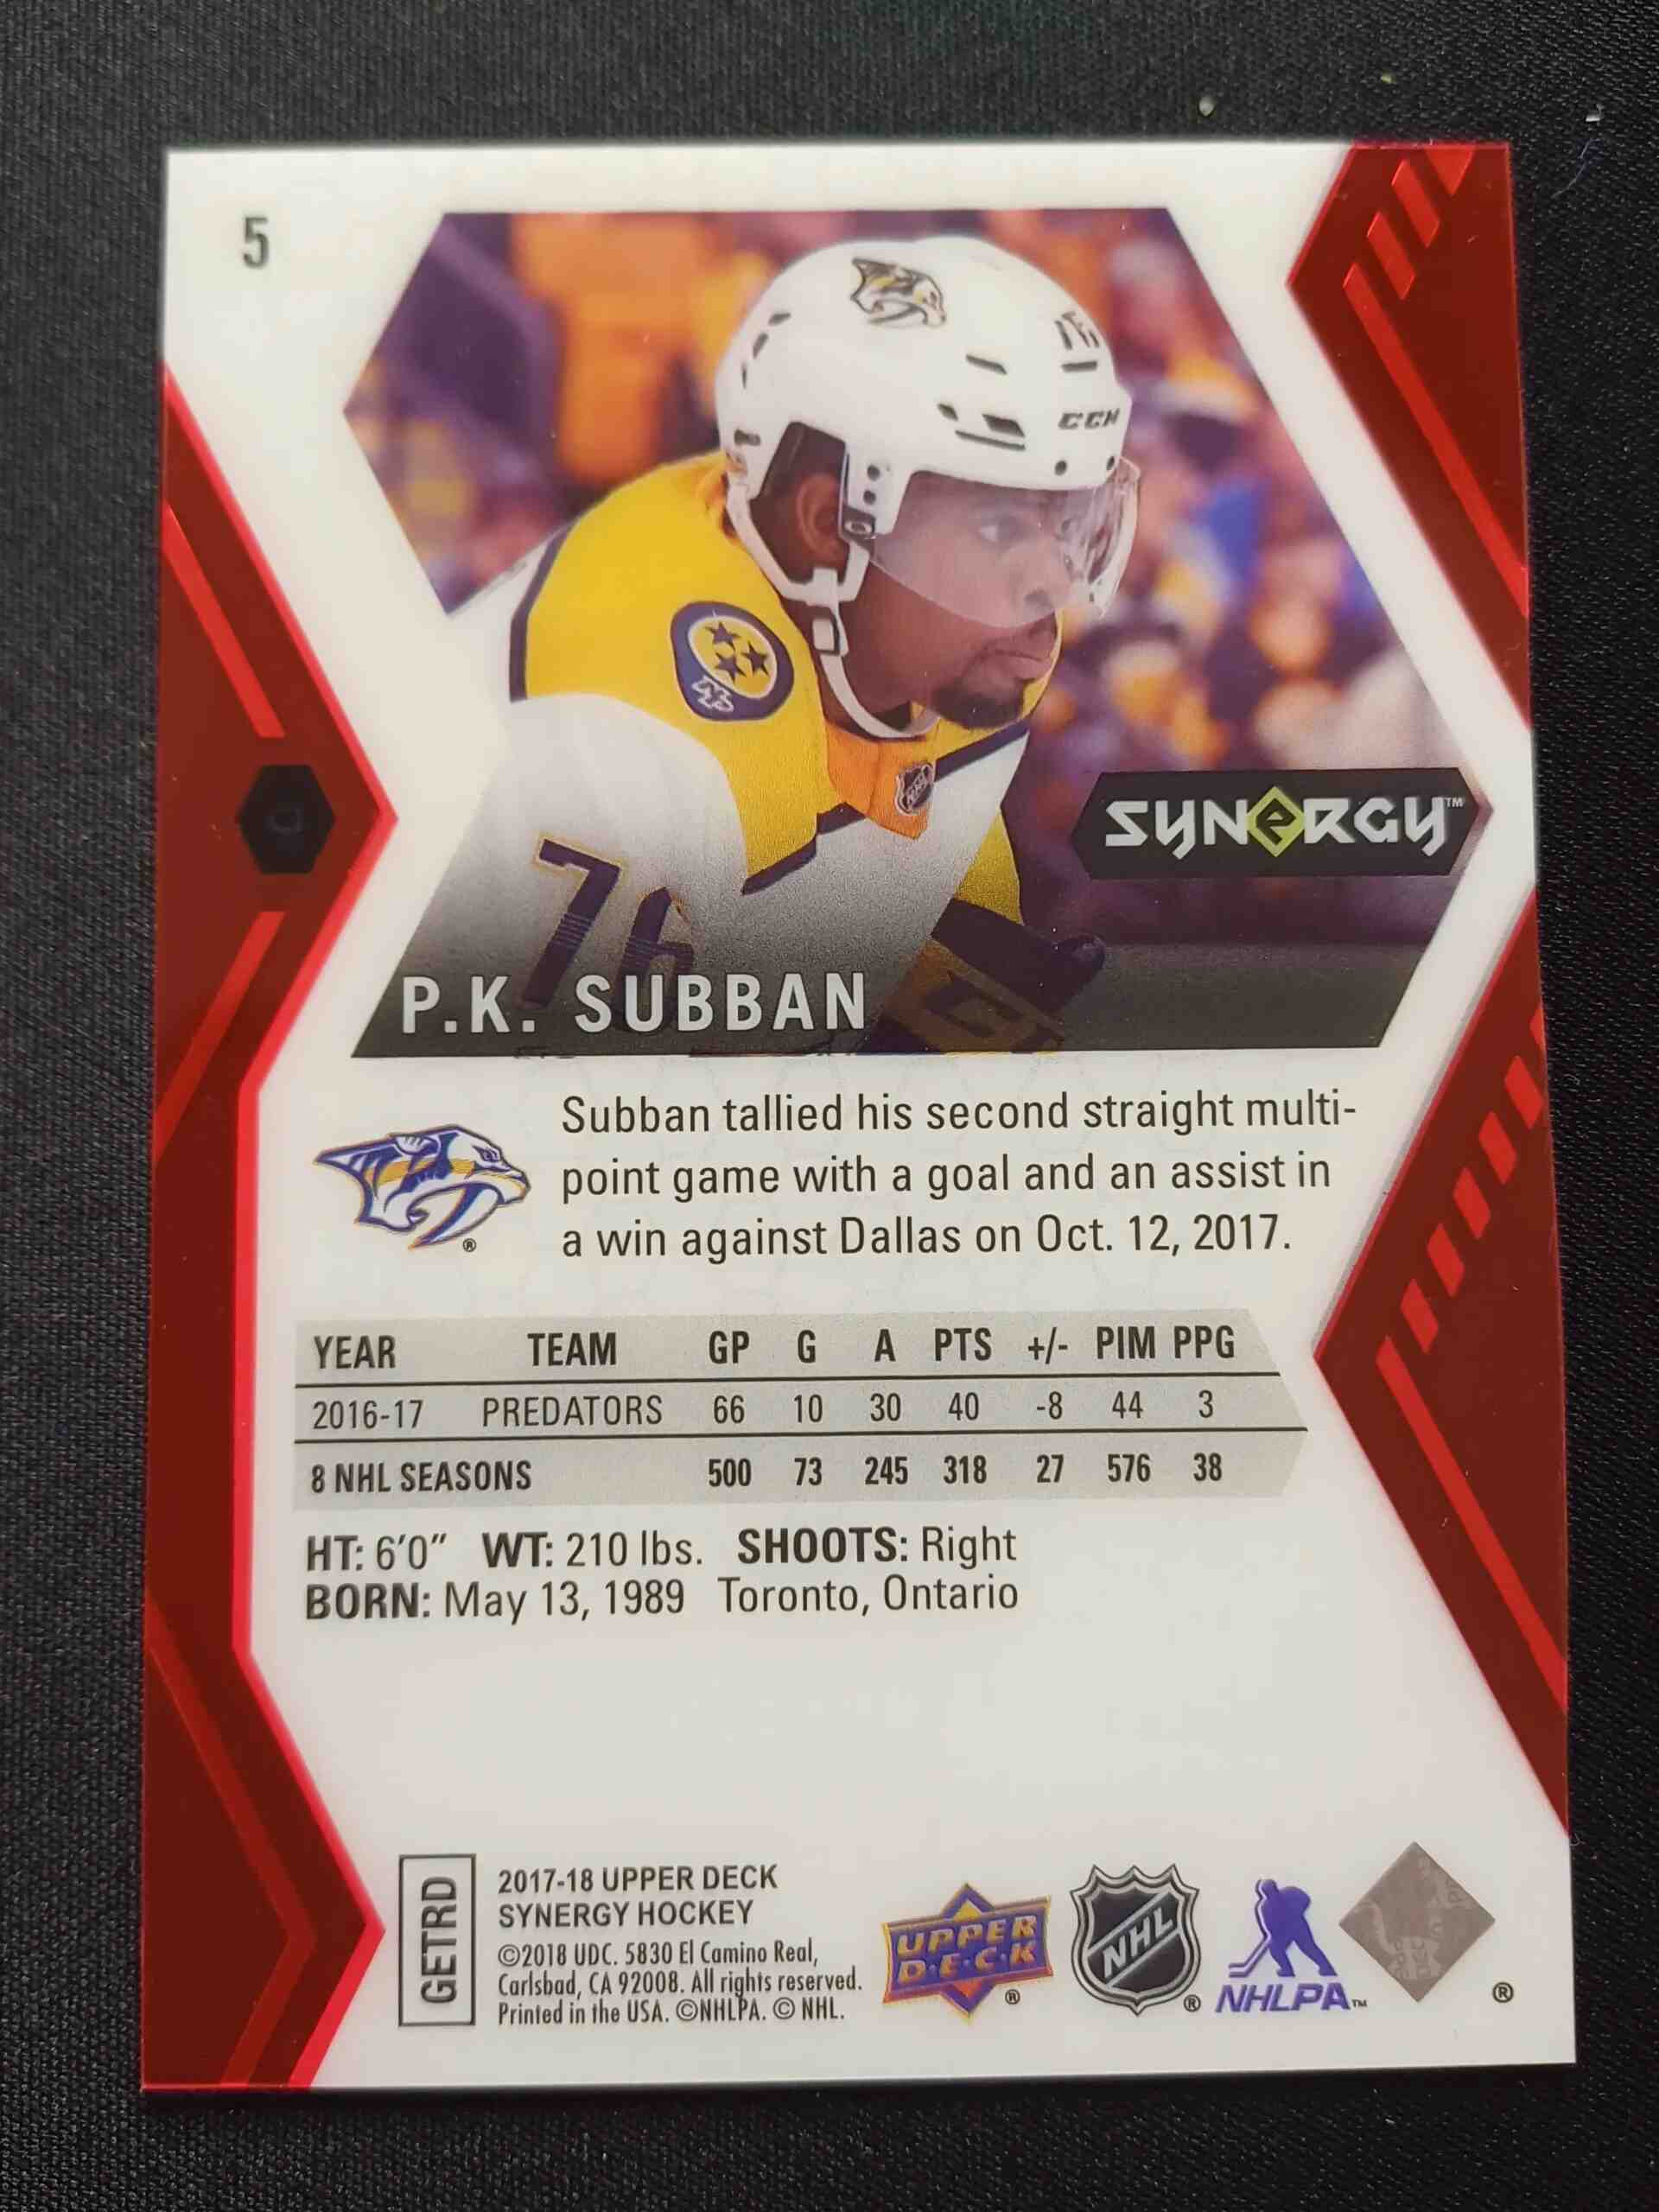 5
CCM
76
SYNERGY™
P.K. SUBBAN
Subban tallied his second straight multi-
point game with a goal and an assist in
a win against Dallas on Oct. 12, 2017.
®
YEAR TEAM GP G A PTS +/- PIM PPG
2016-17 PREDATORS 66 10 30 40 -8 44 3
8 NHL SEASONS 500 73 245 318 27 576 38
HT: 6'0" WT: 210 lbs. SHOOTS: Right
BORN: May 13, 1989 Toronto, Ontario
GETRD
2017-18 UPPER DECK
SYNERGY HOCKEY
©2018 UDC. 5830 El Camino Real,
Carlsbad, CA 92008. All rights reserved.
Printed in the USA. ©NHLPA. © NHL.
UPPER
D·E·C·K
®
NHL
®
NHLPA™
®